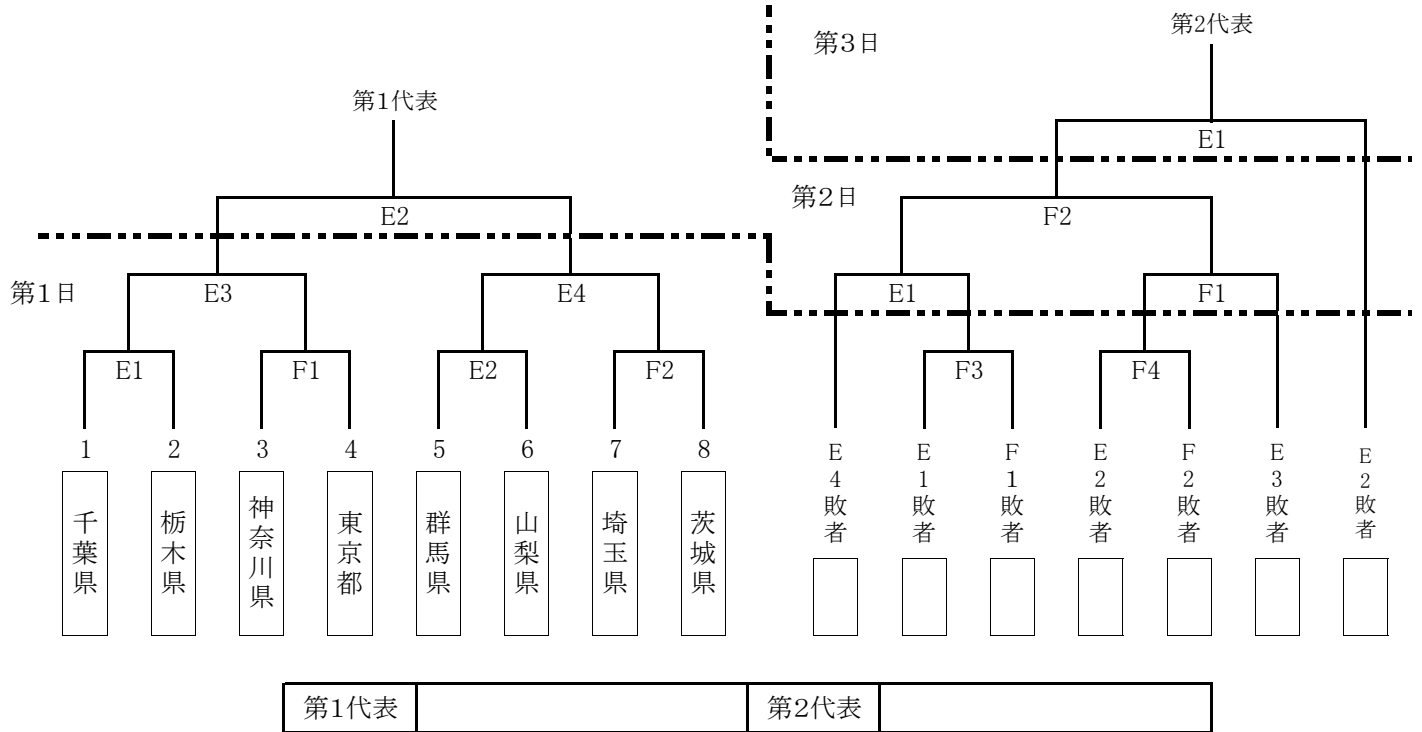 第1代表
E2
第1日
E3
E4
E1
F1
E2
F2
1
2
3
4
5
6
7
8
千葉県
栃木県
神奈川県
東京都
群馬県
山梨県
埼玉県
茨城県
第3日
第2代表
E1
第2日
F2
E1
F1
F3
F4
E4敗者
E1敗者
F1敗者
E2敗者
F2敗者
E3敗者
E2敗者
第1代表
第2代表